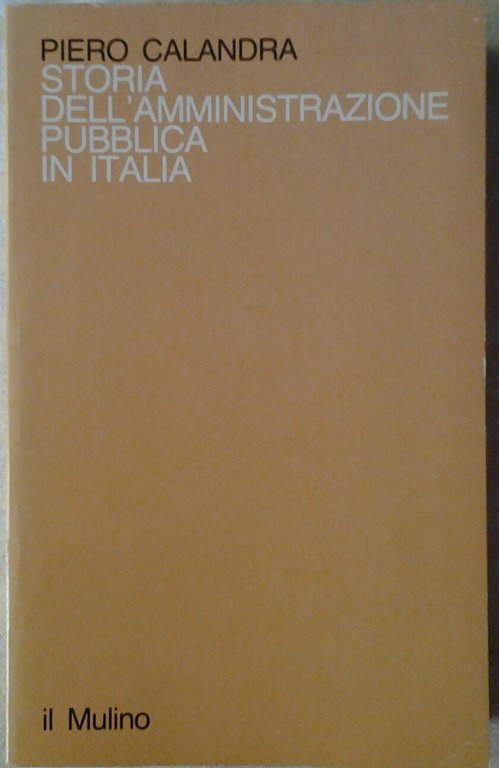 PIERO CALANDRA
STORIA
DELL'AMMINISTRAZIONE
PUBBLICA
IN ITALIA
il Mulino